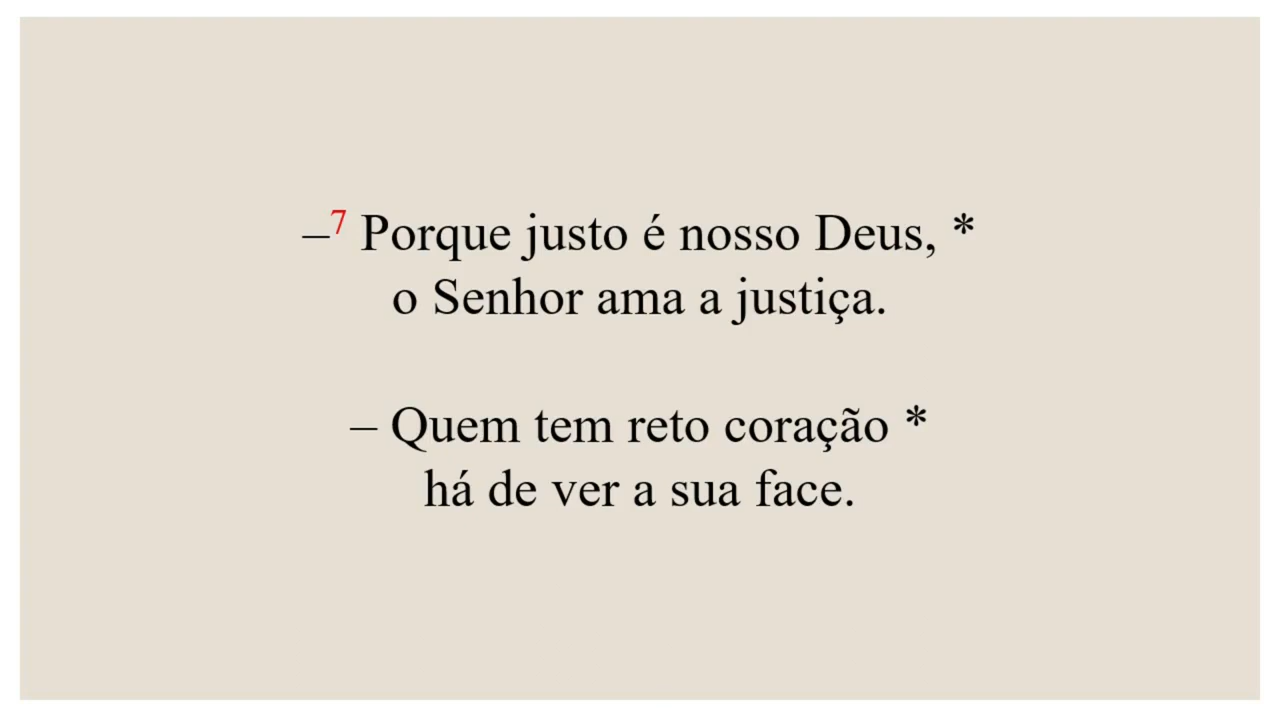 –7 Porque justo é nosso Deus, *
o Senhor ama a justiça.
– Quem tem reto coração *
há de ver a sua face.